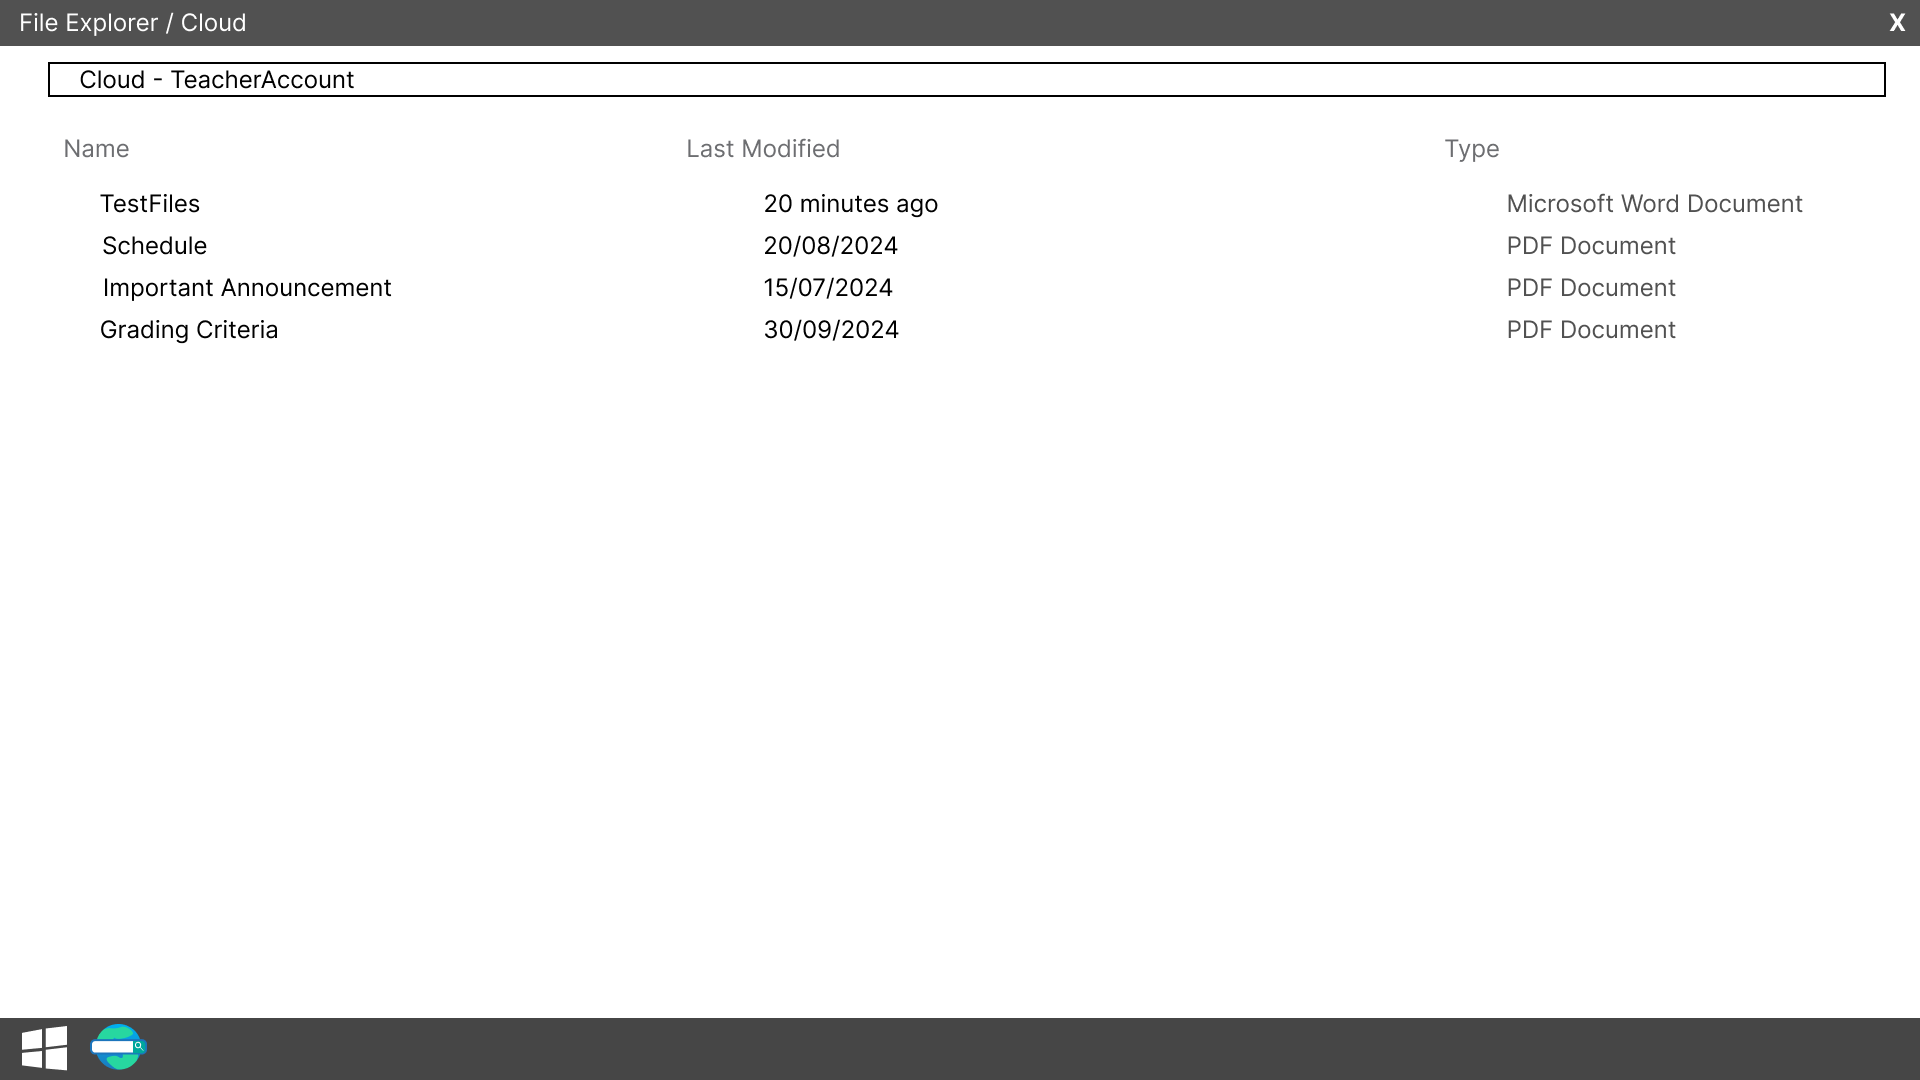 File Explorer / Cloud X
Cloud - TeacherAccount
Name Last Modified Type
TestFiles 20 minutes ago Microsoft Word Document
Schedule 20/08/2024 PDF Document
Important Announcement 15/07/2024 PDF Document
Grading Criteria 30/09/2024 PDF Document